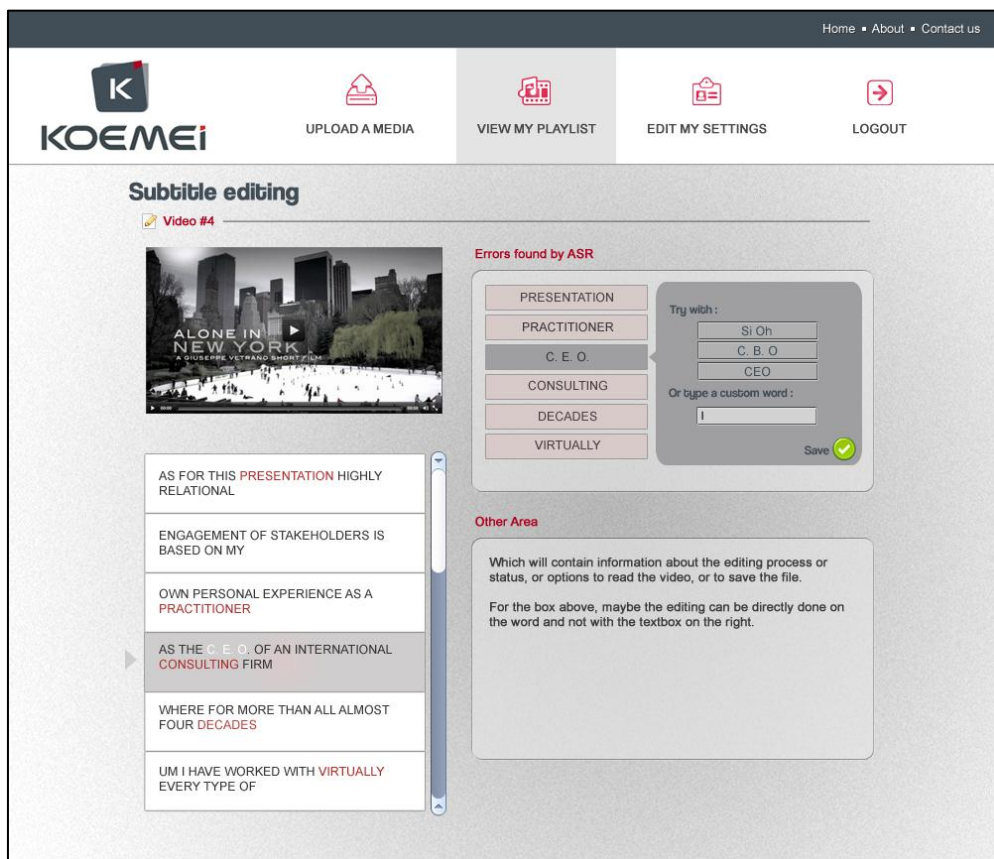 Home ▪ About ▪ Contact us
K
KOEMEi
UPLOAD A MEDIA
VIEW MY PLAYLIST
EDIT MY SETTINGS
LOGOUT
Subtitle editing
Video #4
ALONE IN
NEW YORK
A GIUSEPPE VETRANO SHORT FILM
00:00
00:00
AS FOR THIS PRESENTATION HIGHLY
RELATIONAL
ENGAGEMENT OF STAKEHOLDERS IS
BASED ON MY
OWN PERSONAL EXPERIENCE AS A
PRACTITIONER
AS THE C. E. O. OF AN INTERNATIONAL
CONSULTING FIRM
WHERE FOR MORE THAN ALL ALMOST
FOUR DECADES
UM I HAVE WORKED WITH VIRTUALLY
EVERY TYPE OF
Errors found by ASR
PRESENTATION
PRACTITIONER
C. E. O.
CONSULTING
DECADES
VIRTUALLY
Try with :
Si Oh
C. B. O
CEO
Or type a custom word :
Save
Other Area
Which will contain information about the editing process or
status, or options to read the video, or to save the file.
For the box above, maybe the editing can be directly done on
the word and not with the textbox on the right.